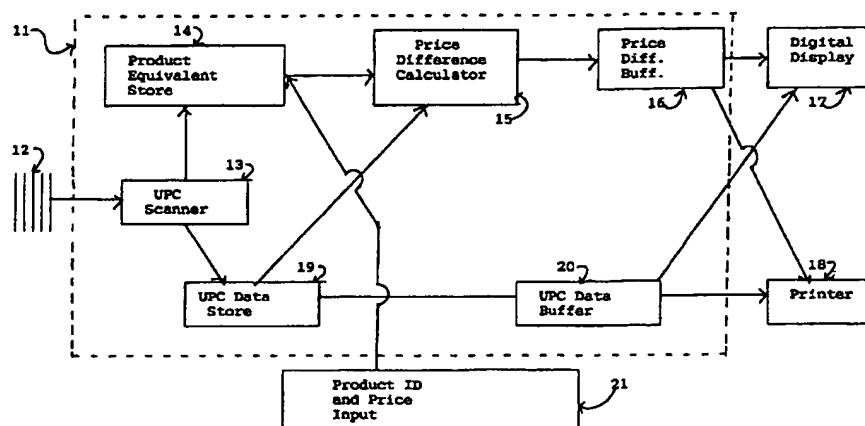 11
14
Product
Equivalent
Store
Price
Difference
Calculator
15
Price
Diff.
Buff.
16
Digital
Display
17
12
13
UPC
Scanner
19
UPC Data
Store
20
UPC Data
Buffer
18
Printer
Product ID
and Price
Input
21